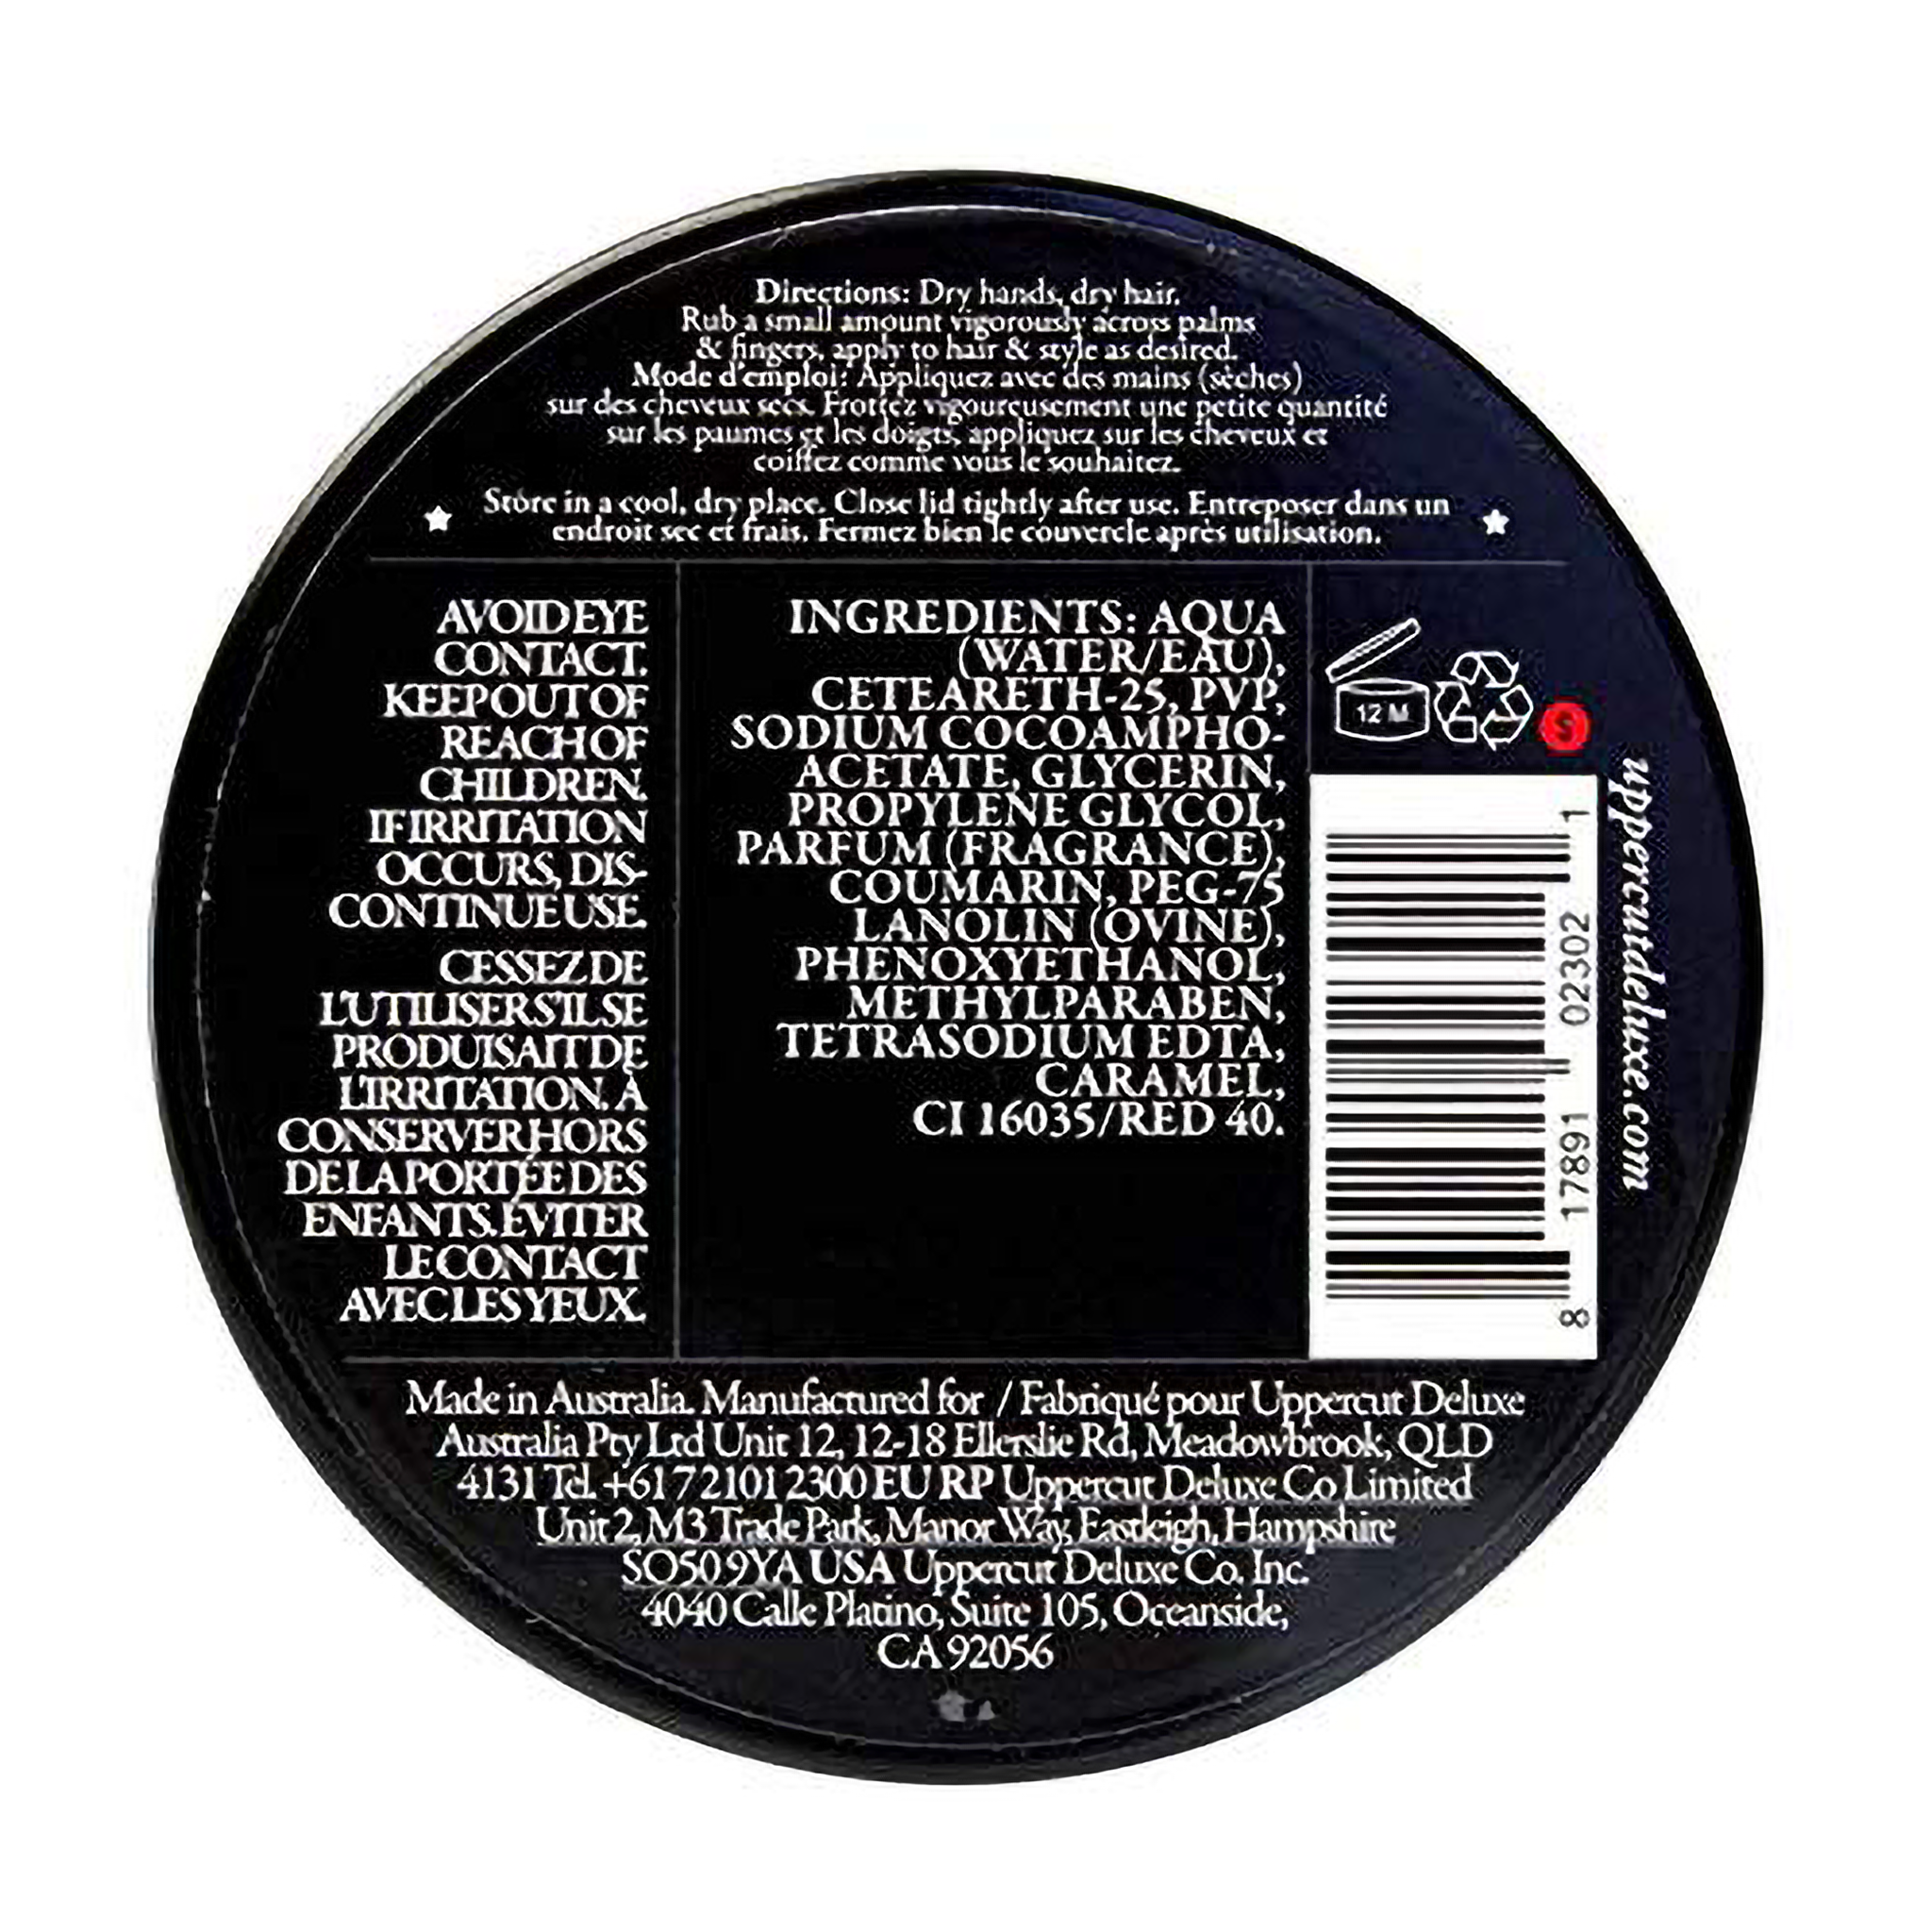 Directions: Dry hands, dry hair.
Rub a small amount vigorously across palms
& fingers, apply to hair & style as desired.
Mode d'emploi: Appliquez avec des mains (sèches)
sur des cheveux secs. Frottez vigoureusement une petite quantité
sur les paumes et les doigts, appliquez sur les cheveux et
coiffez comme vous le souhaitez.
Store in a cool, dry place. Close lid tightly after use. Entreposer dans un
endroit sec et frais. Fermez bien le couvercle après utilisation.
AVOID EYE
CONTACT.
KEEP OUT OF
REACH OF
CHILDREN.
IF IRRITATION
OCCURS, DIS-
CONTINUE USE.
CESSEZ DE
L'UTILISER S'IL SE
PRODUISAIT DE
L'IRRITATION. À
CONSERVER HORS
DE LA PORTÉE DES
ENFANTS. ÉVITER
LE CONTACT
AVEC LES YEUX.
INGREDIENTS: AQUA
(WATER/EAU),
CETEARETH-25, PVP,
SODIUM COCOAMPHO-
ACETATE, GLYCERIN,
PROPYLENE GLYCOL,
PARFUM (FRAGRANCE),
COUMARIN, PEG-75
LANOLIN (OVINE),
PHENOXYETHANOL,
METHYLPARABEN,
TETRASODIUM EDTA,
CARAMEL,
CI 16035/RED 40.
12 M
S
8 17891 02302 1
uppercutdeluxe.com
Made in Australia. Manufactured for / Fabriqué pour Uppercut Deluxe
Australia Pty Ltd Unit 12, 12-18 Ellerslie Rd, Meadowbrook, QLD
4131 Tel. +61 7 2101 2300 EU RP Uppercut Deluxe Co Limited
Unit 2, M3 Trade Park, Manor Way, Eastleigh, Hampshire
SO50 9YA USA Uppercut Deluxe Co. Inc.
4040 Calle Platino, Suite 105, Oceanside,
CA 92056